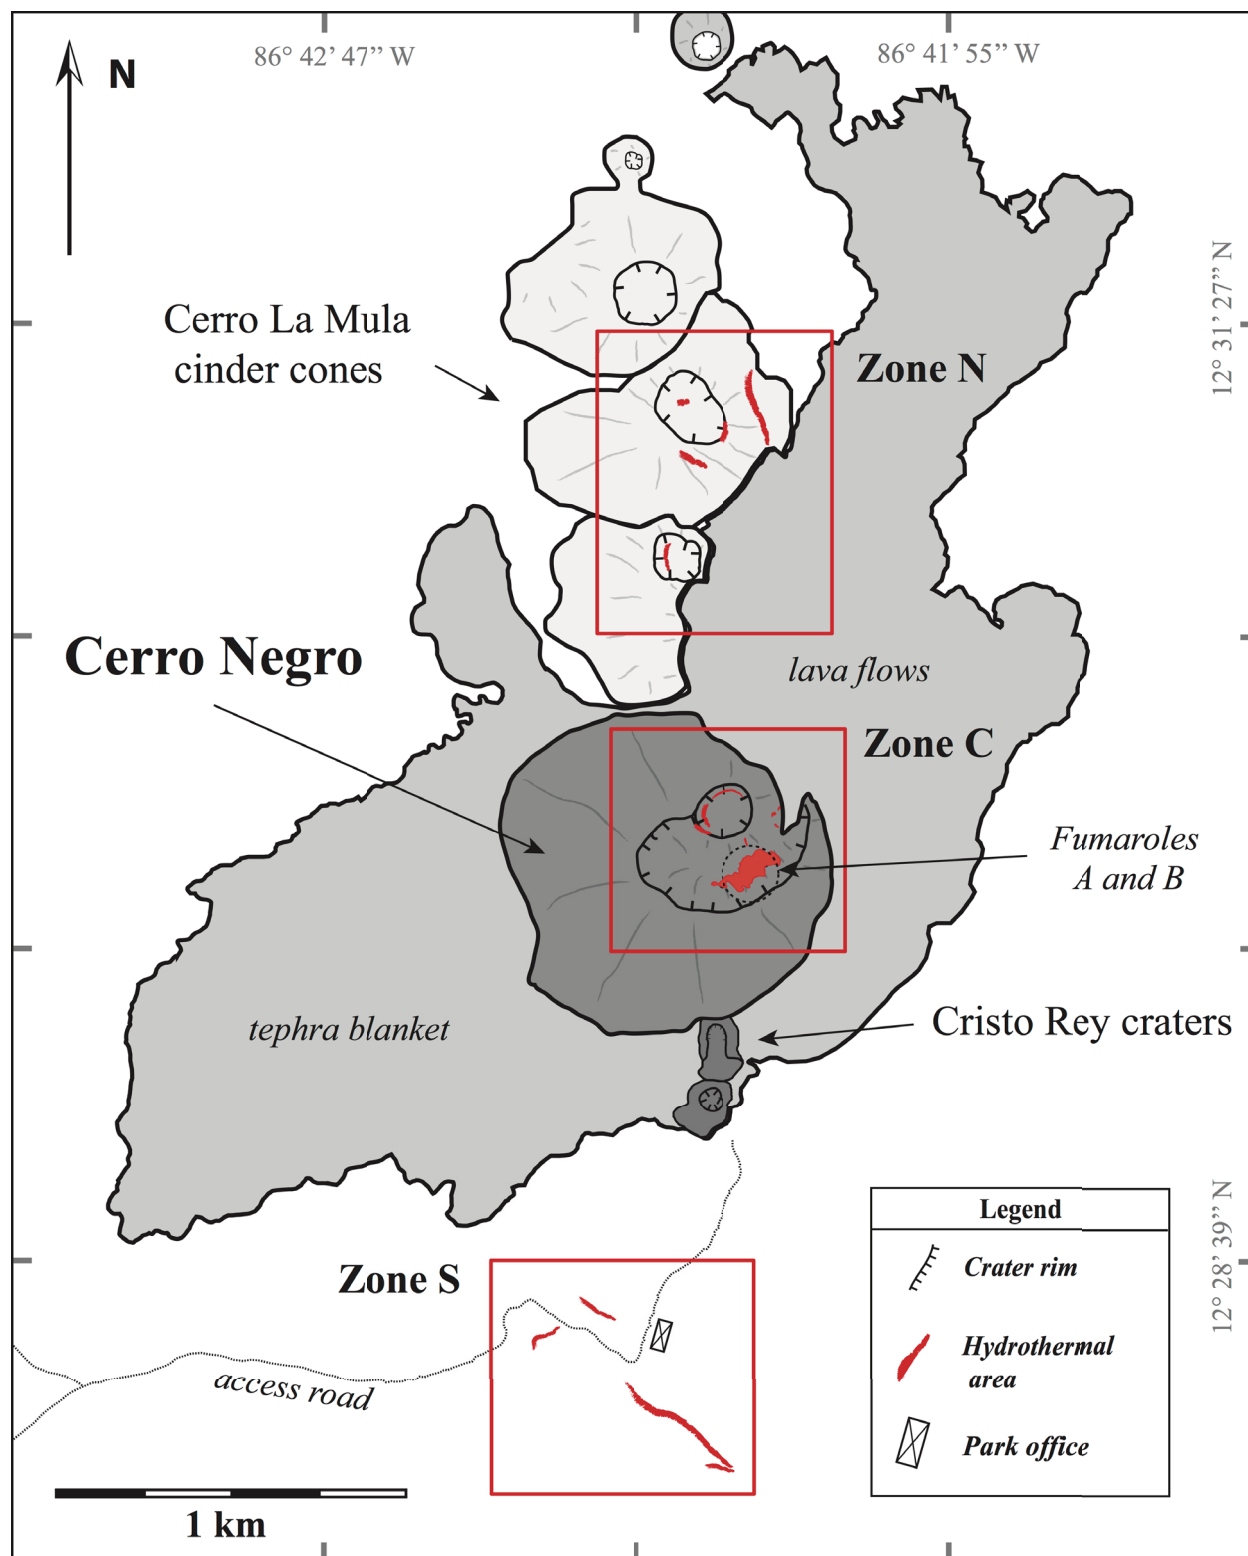 86° 42' 47" W
86° 41' 55" W
N
12° 31' 27" N
Cerro La Mula
cinder cones
Zone N
Cerro Negro
lava flows
Zone C
Fumaroles
A and B
tephra blanket
Cristo Rey craters
12° 28' 39" N
Zone S
access road
Legend
Crater rim
Hydrothermal
area
Park office
1 km